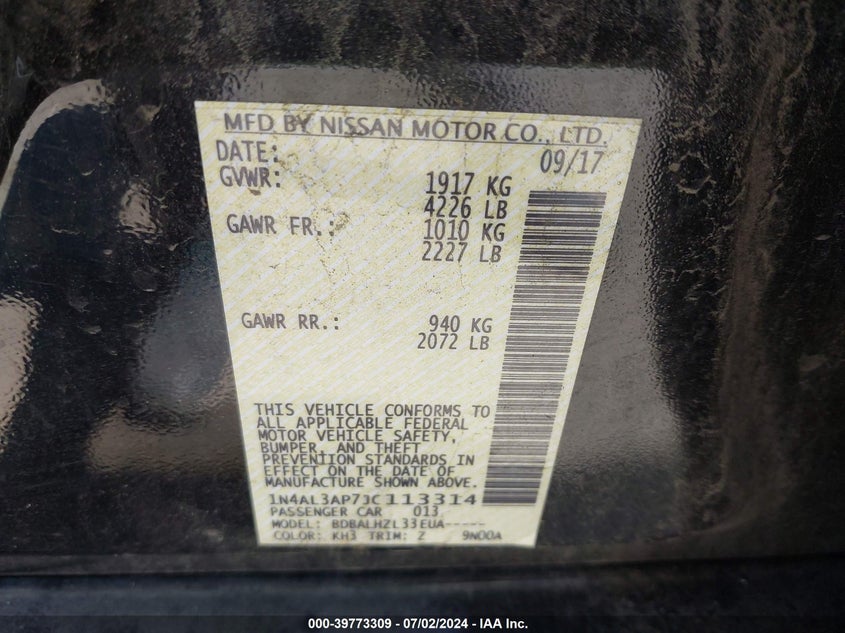 MFD BY NISSAN MOTOR CO., LTD.
DATE: 09/17
GVWR: 1917 KG
4226 LB
GAWR FR.: 1010 KG
2227 LB
GAWR RR.: 940 KG
2072 LB
THIS VEHICLE CONFORMS TO
ALL APPLICABLE FEDERAL
MOTOR VEHICLE SAFETY,
BUMPER, AND THEFT
PREVENTION STANDARDS IN
EFFECT ON THE DATE OF
MANUFACTURE SHOWN ABOVE.
1N4AL3AP7JC113314
PASSENGER CAR 013
MODEL: BDBALHZL33EUA-----
COLOR: KH3 TRIM: Z 9N00A
000-39773309 - 07/02/2024 - IAA Inc.